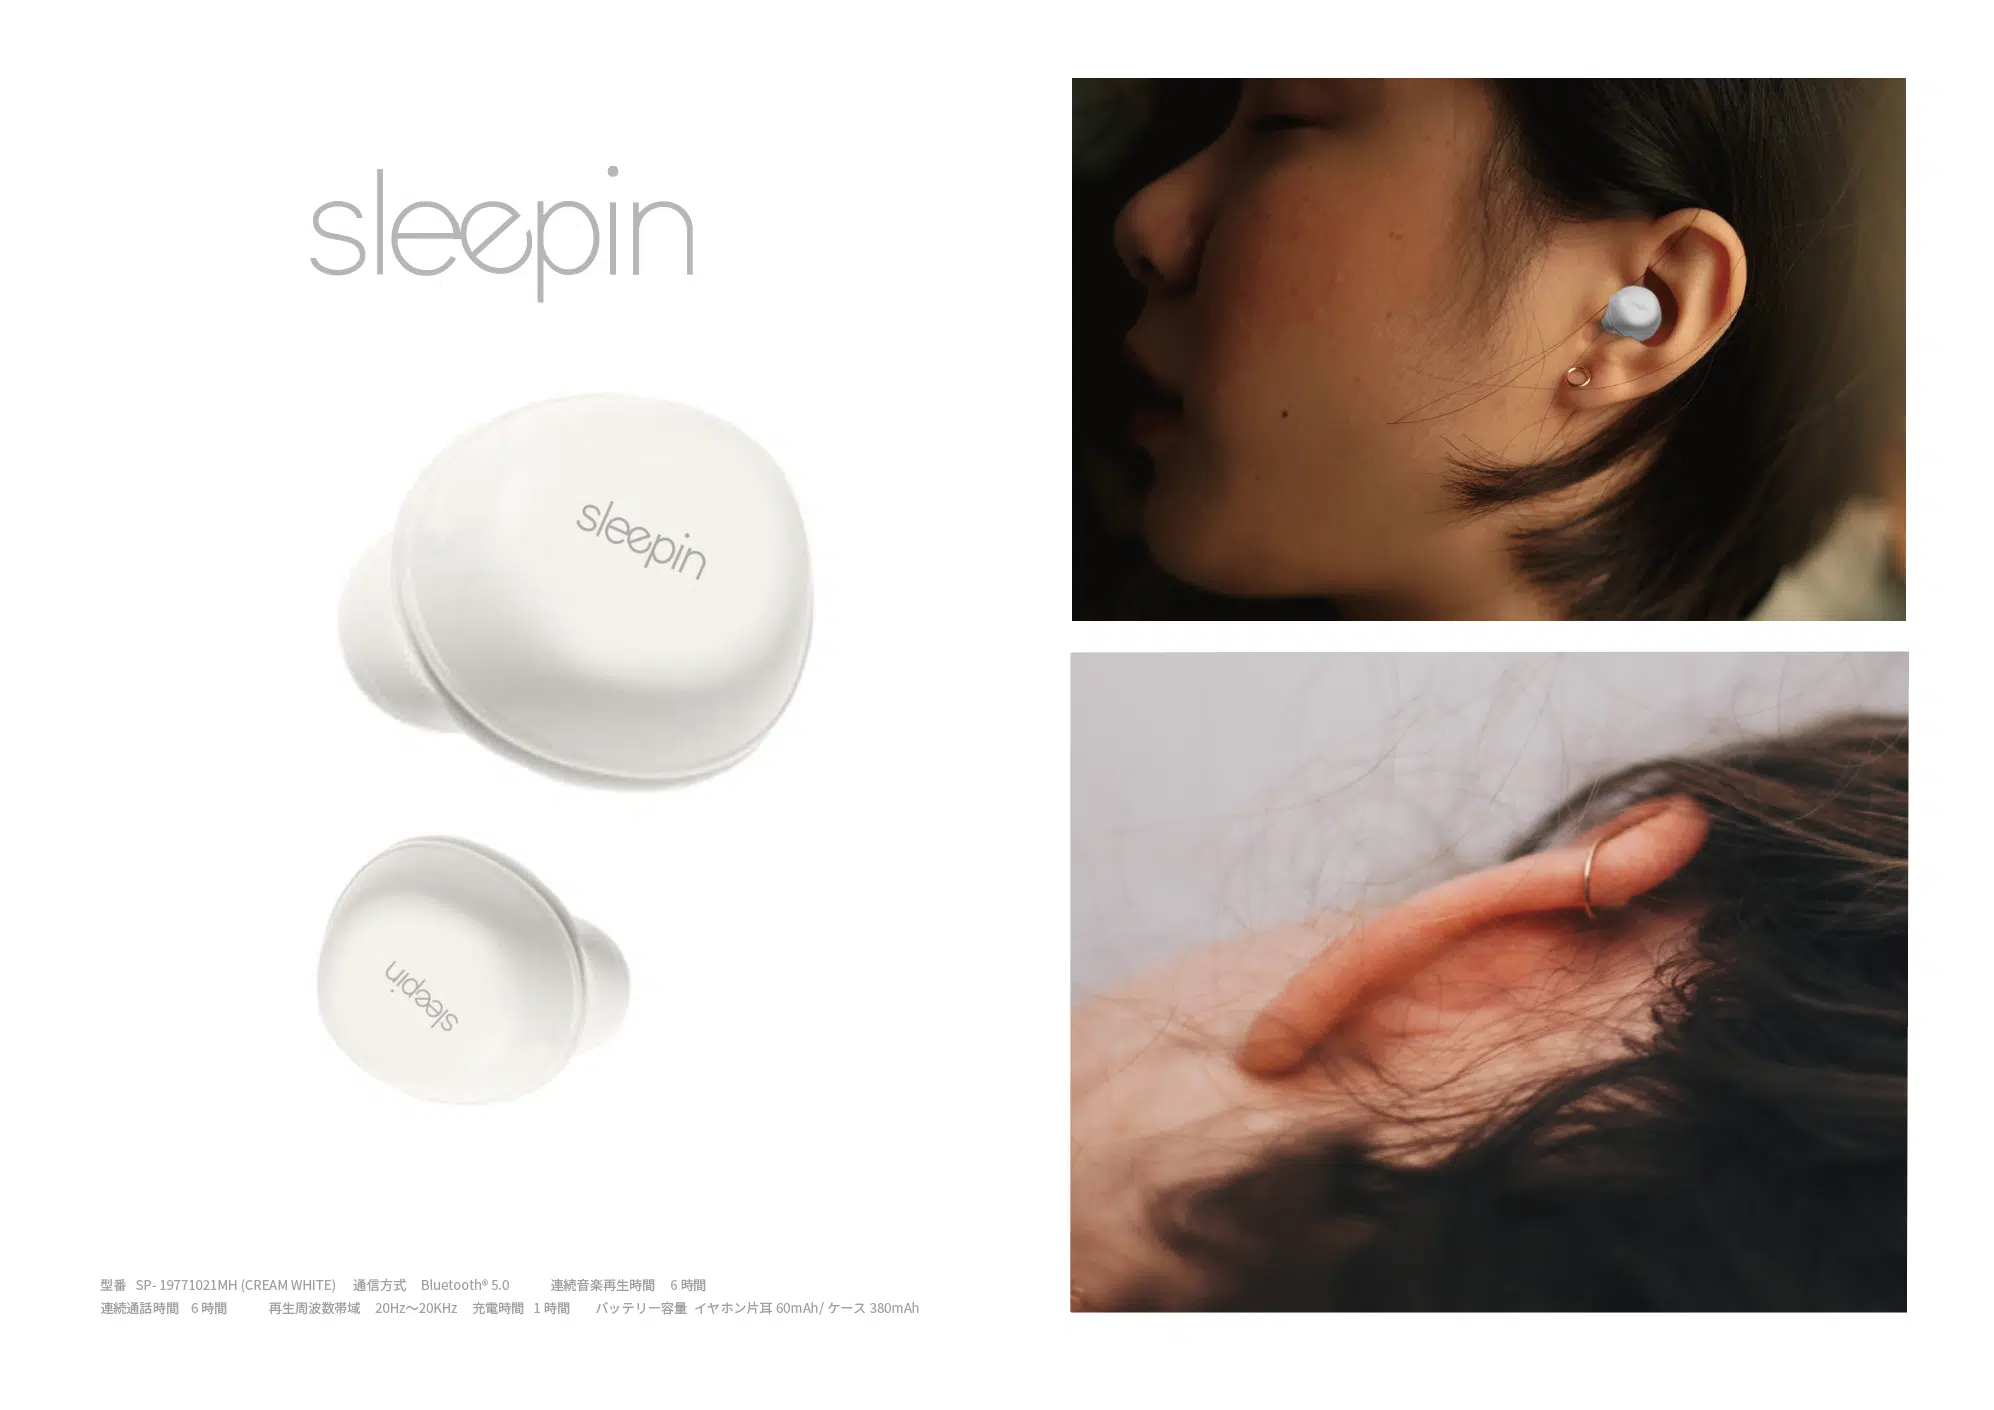 sleepin
sleepin
sleepin
型番 SP- 19771021MH (CREAM WHITE) 通信方式 Bluetooth® 5.0 連続音楽再生時間 6 時間
連続通話時間 6 時間 再生周波数帯域 20Hz～20KHz 充電時間 1 時間 バッテリー容量 イヤホン片耳 60mAh/ ケース 380mAh